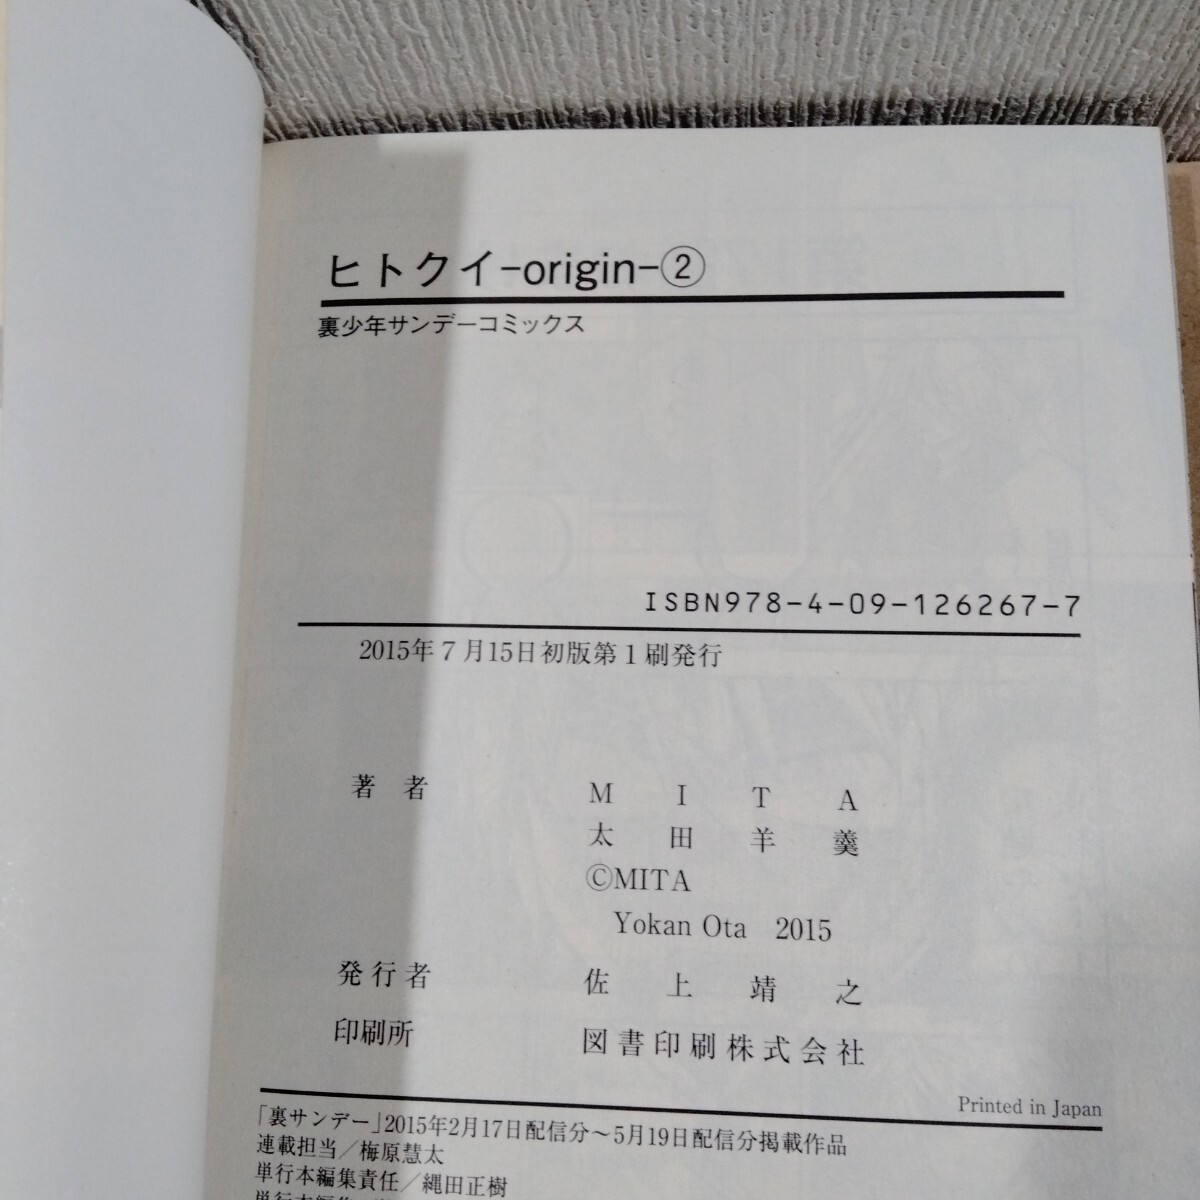 ヒトクイ-origin-②
裏少年サンデーコミックス
ISBN978-4-09-126267-7
2015年7月15日初版第1刷発行
著者 MITA
太田羊羹
©MITA
Yokan Ota 2015
発行者 佐上靖之
印刷所 図書印刷株式会社
Printed in Japan
「裏サンデー」2015年2月17日配信分～5月19日配信分掲載作品
連載担当／梅原慧太
単行本編集責任／縄田正樹